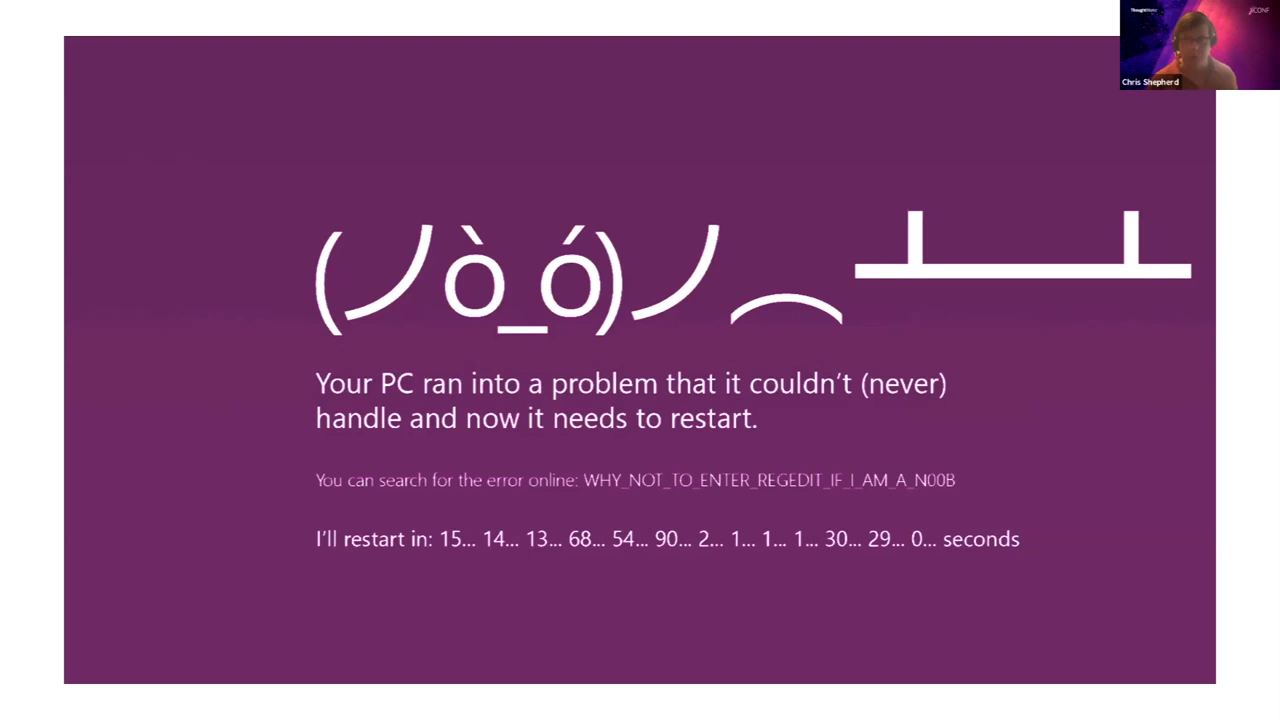 ThoughtWorks
XCONF
Chris Shepherd
(ノò_ó)ノ︵┻━┻
Your PC ran into a problem that it couldn't (never)
handle and now it needs to restart.
You can search for the error online: WHY_NOT_TO_ENTER_REGEDIT_IF_I_AM_A_N00B
I'll restart in: 15... 14... 13... 68... 54... 90... 2... 1... 1... 1... 30... 29... 0... seconds